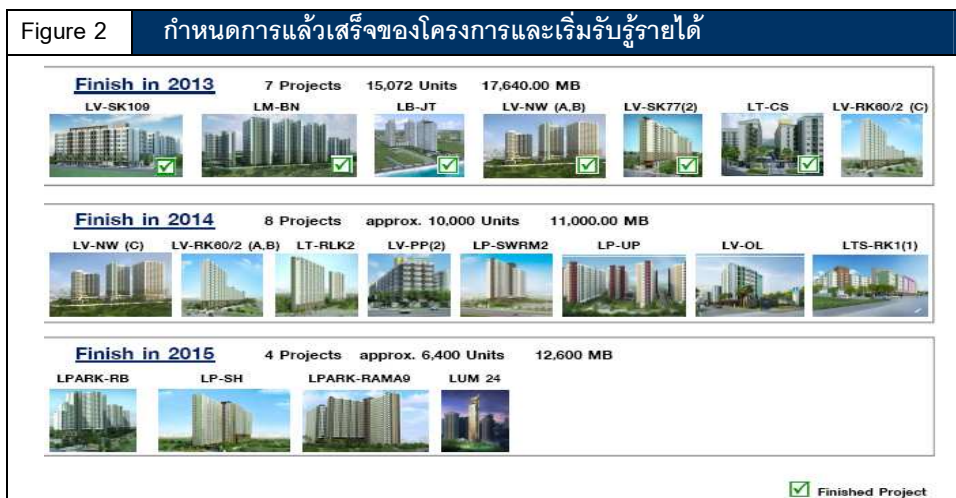 Figure 2
กำหนดการแล้วเสร็จของโครงการและเริ่มรับรู้รายได้
Finish in 2013 7 Projects 15,072 Units 17,640.00 MB
LV-SK109 LM-BN LB-JT LV-NW (A,B) LV-SK77(2) LT-CS LV-RK60/2 (C)
Finish in 2014 8 Projects approx. 10,000 Units 11,000.00 MB
LV-NW (C) LV-RK60/2 (A,B) LT-RLK2 LV-PP(2) LP-SWRM2 LP-UP LV-OL LTS-RK1(1)
Finish in 2015 4 Projects approx. 6,400 Units 12,600 MB
LPARK-RB LP-SH LPARK-RAMA9 LUM 24
Finished Project